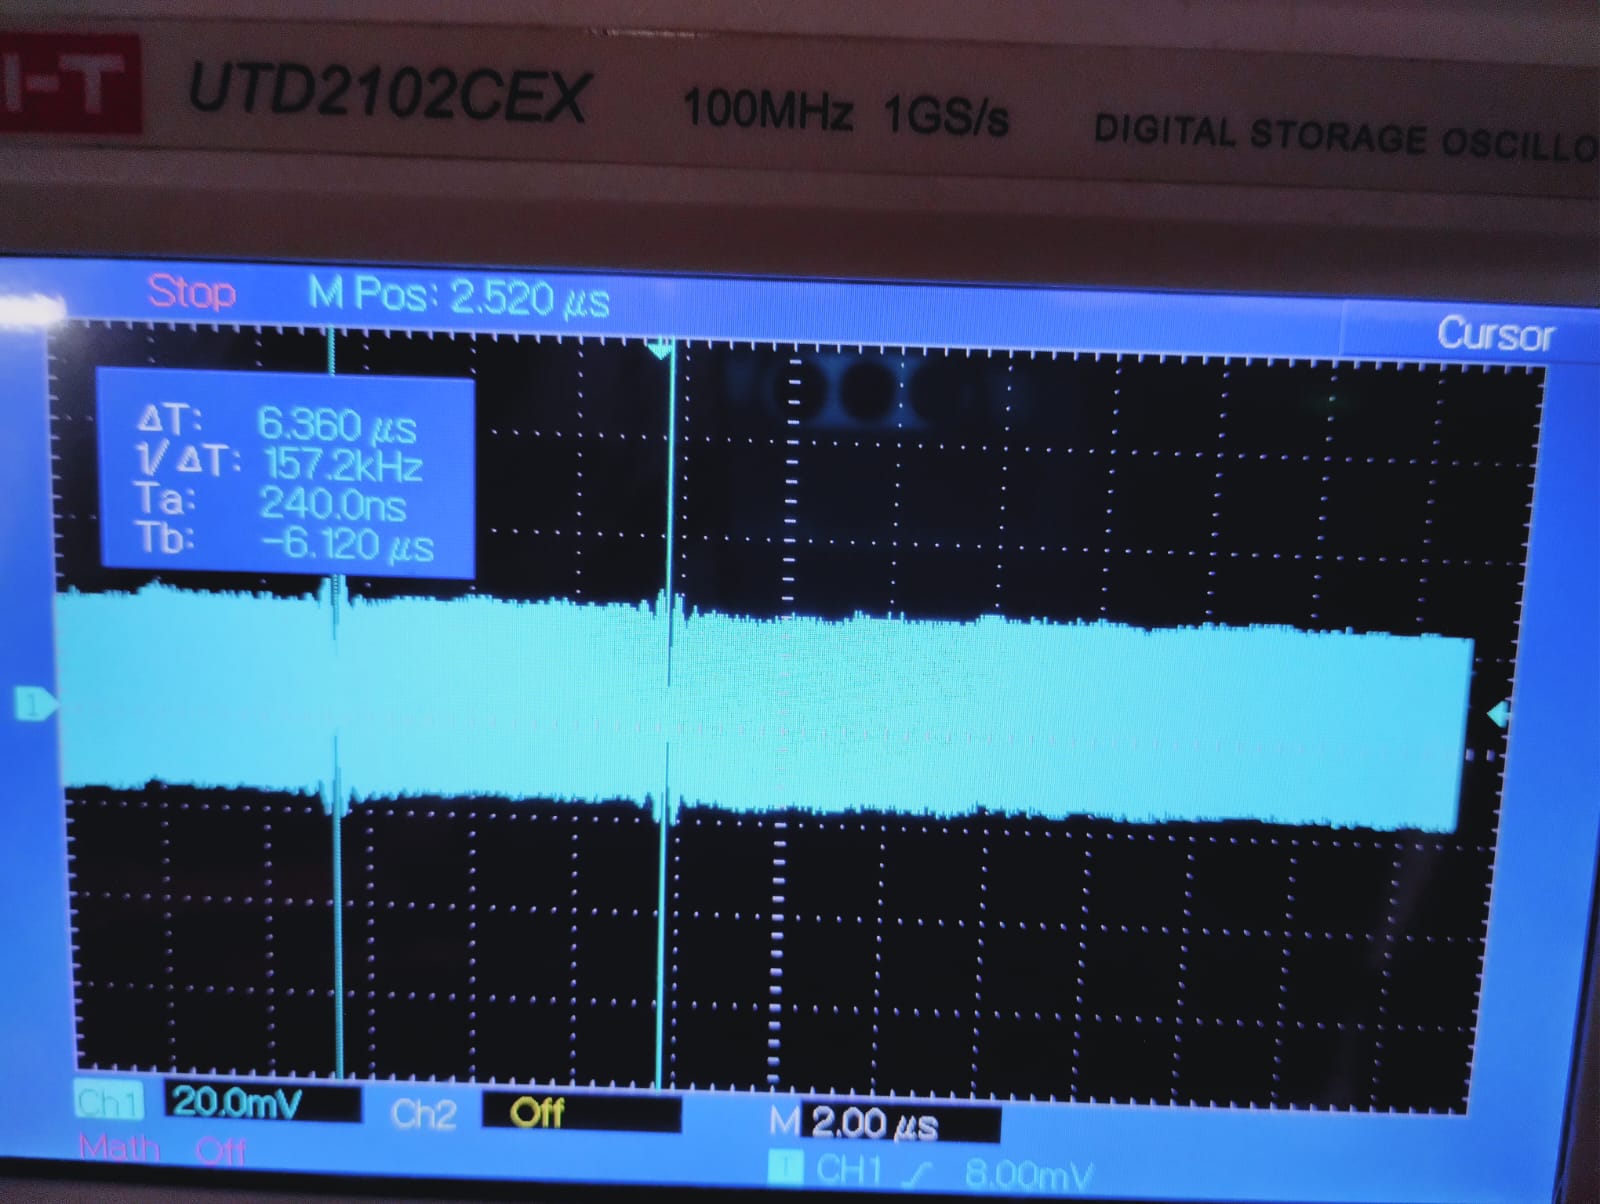 I-T UTD2102CEX 100MHz 1GS/s DIGITAL STORAGE OSCILLO
Stop M Pos: 2.520 µs
Cursor
ΔT: 6.360 µs
1/ΔT: 157.2kHz
Ta: 240.0ns
Tb: -6.120 µs
1
Ch1 20.0mV Ch2 Off M 2.00 µs
Math Off 1 CH1 8.00mV